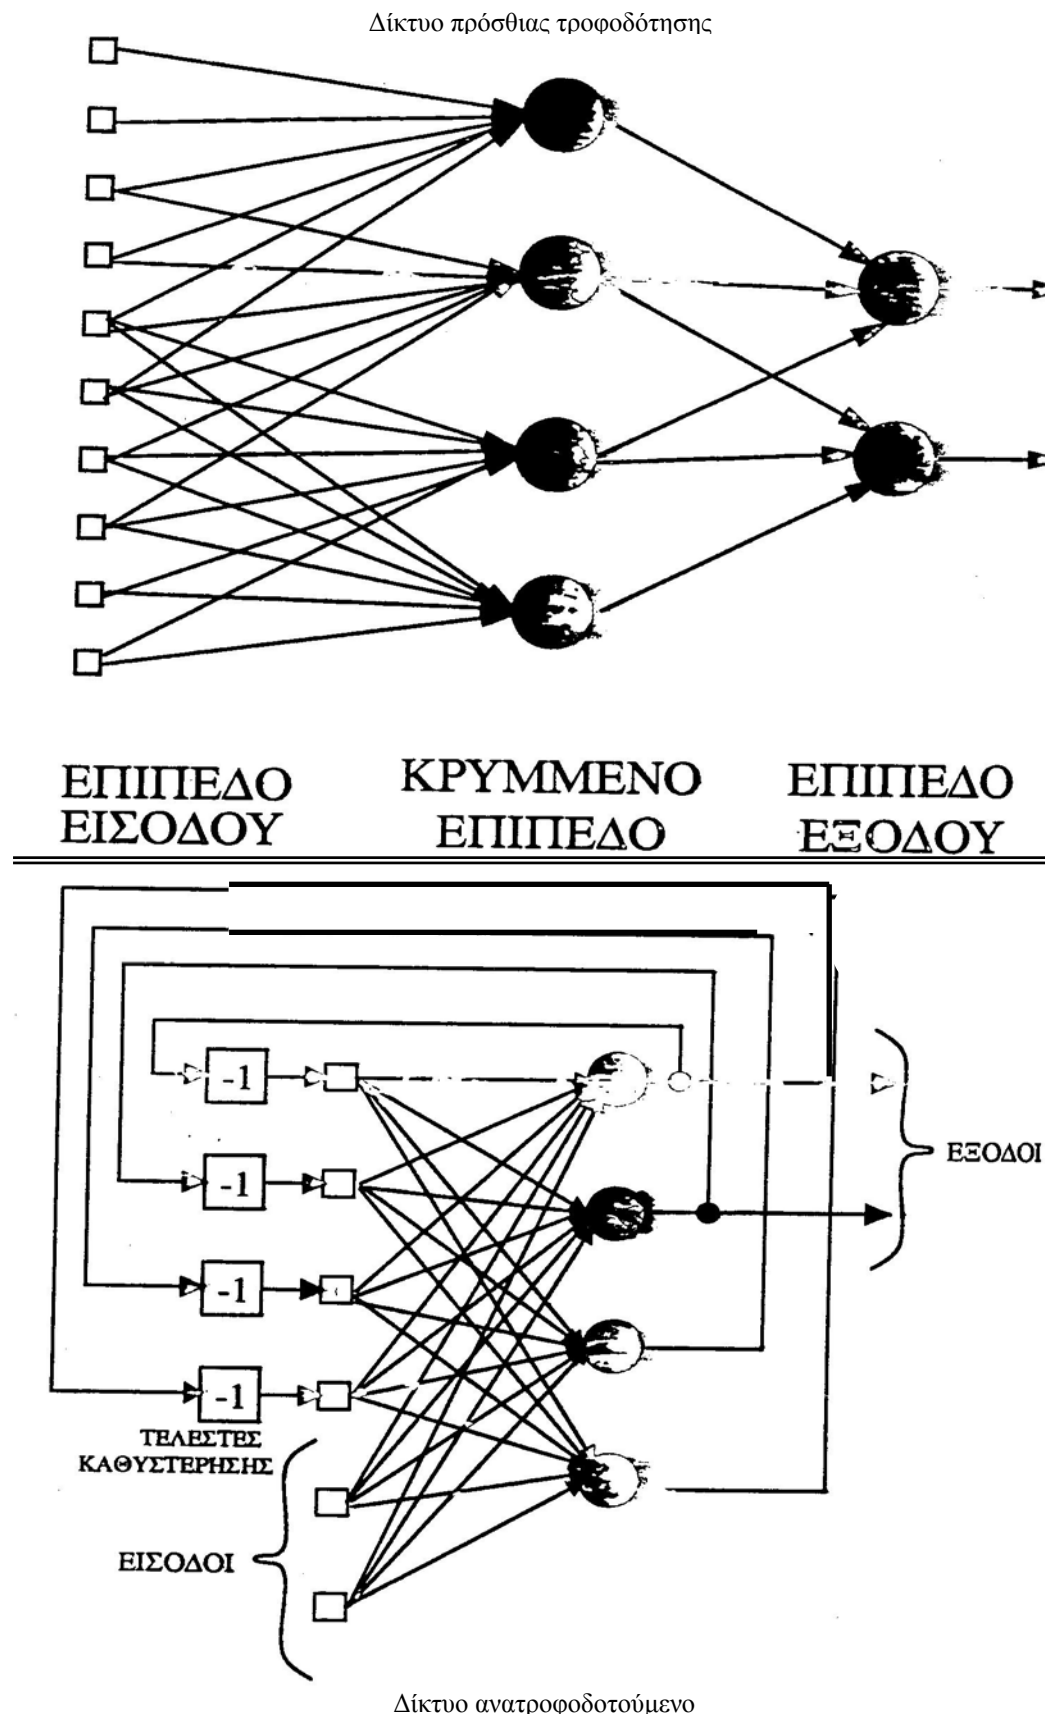 Δίκτυο πρόσθιας τροφοδότησης
ΕΠΙΠΕΔΟ
ΕΙΣΟΔΟΥ
ΚΡΥΜΜΕΝΟ
ΕΠΙΠΕΔΟ
ΕΠΙΠΕΔΟ
ΕΞΟΔΟΥ
-1
-1
-1
-1
ΕΞΟΔΟΙ
ΤΕΛΕΣΤΕΣ
ΚΑΘΥΣΤΕΡΗΣΗΣ
ΕΙΣΟΔΟΙ
Δίκτυο ανατροφοδοτούμενο